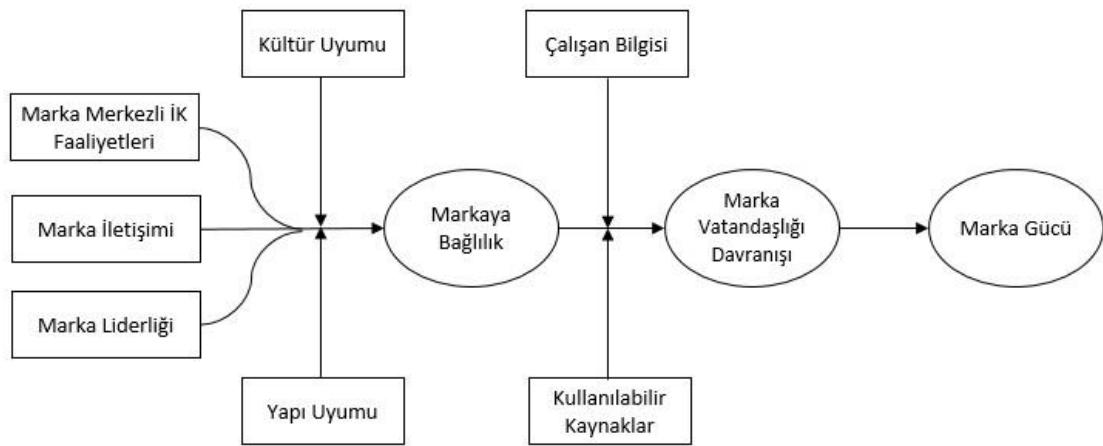 Kültür Uyumu
Çalışan Bilgisi
Marka Merkezli İK
Faaliyetleri
Marka İletişimi
Markaya
Bağlılık
Marka
Vatandaşlığı
Davranışı
Marka Gücü
Marka Liderliği
Yapı Uyumu
Kullanılabilir
Kaynaklar